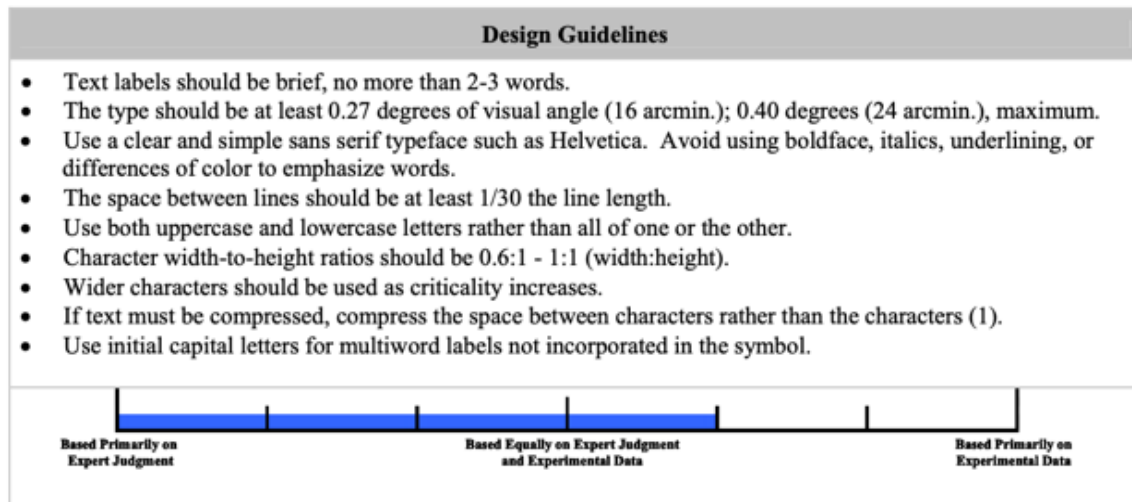 Design Guidelines
• Text labels should be brief, no more than 2-3 words.
• The type should be at least 0.27 degrees of visual angle (16 arcmin.); 0.40 degrees (24 arcmin.), maximum.
• Use a clear and simple sans serif typeface such as Helvetica.  Avoid using boldface, italics, underlining, or
differences of color to emphasize words.
• The space between lines should be at least 1/30 the line length.
• Use both uppercase and lowercase letters rather than all of one or the other.
• Character width-to-height ratios should be 0.6:1 - 1:1 (width:height).
• Wider characters should be used as criticality increases.
• If text must be compressed, compress the space between characters rather than the characters (1).
• Use initial capital letters for multiword labels not incorporated in the symbol.
Based Primarily on
Expert Judgment
Based Equally on Expert Judgment
and Experimental Data
Based Primarily on
Experimental Data